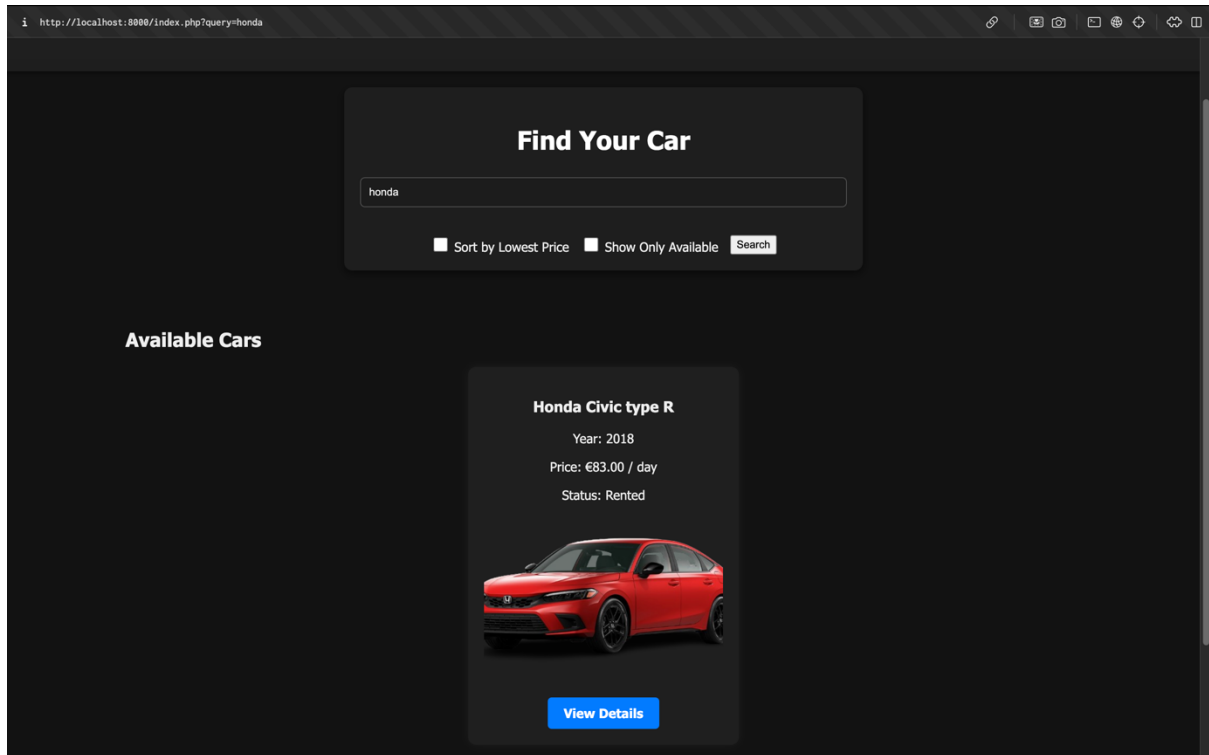 i http://localhost:8000/index.php?query=honda
Find Your Car
honda
Sort by Lowest Price Show Only Available Search
Available Cars
Honda Civic type R
Year: 2018
Price: €83.00 / day
Status: Rented
View Details